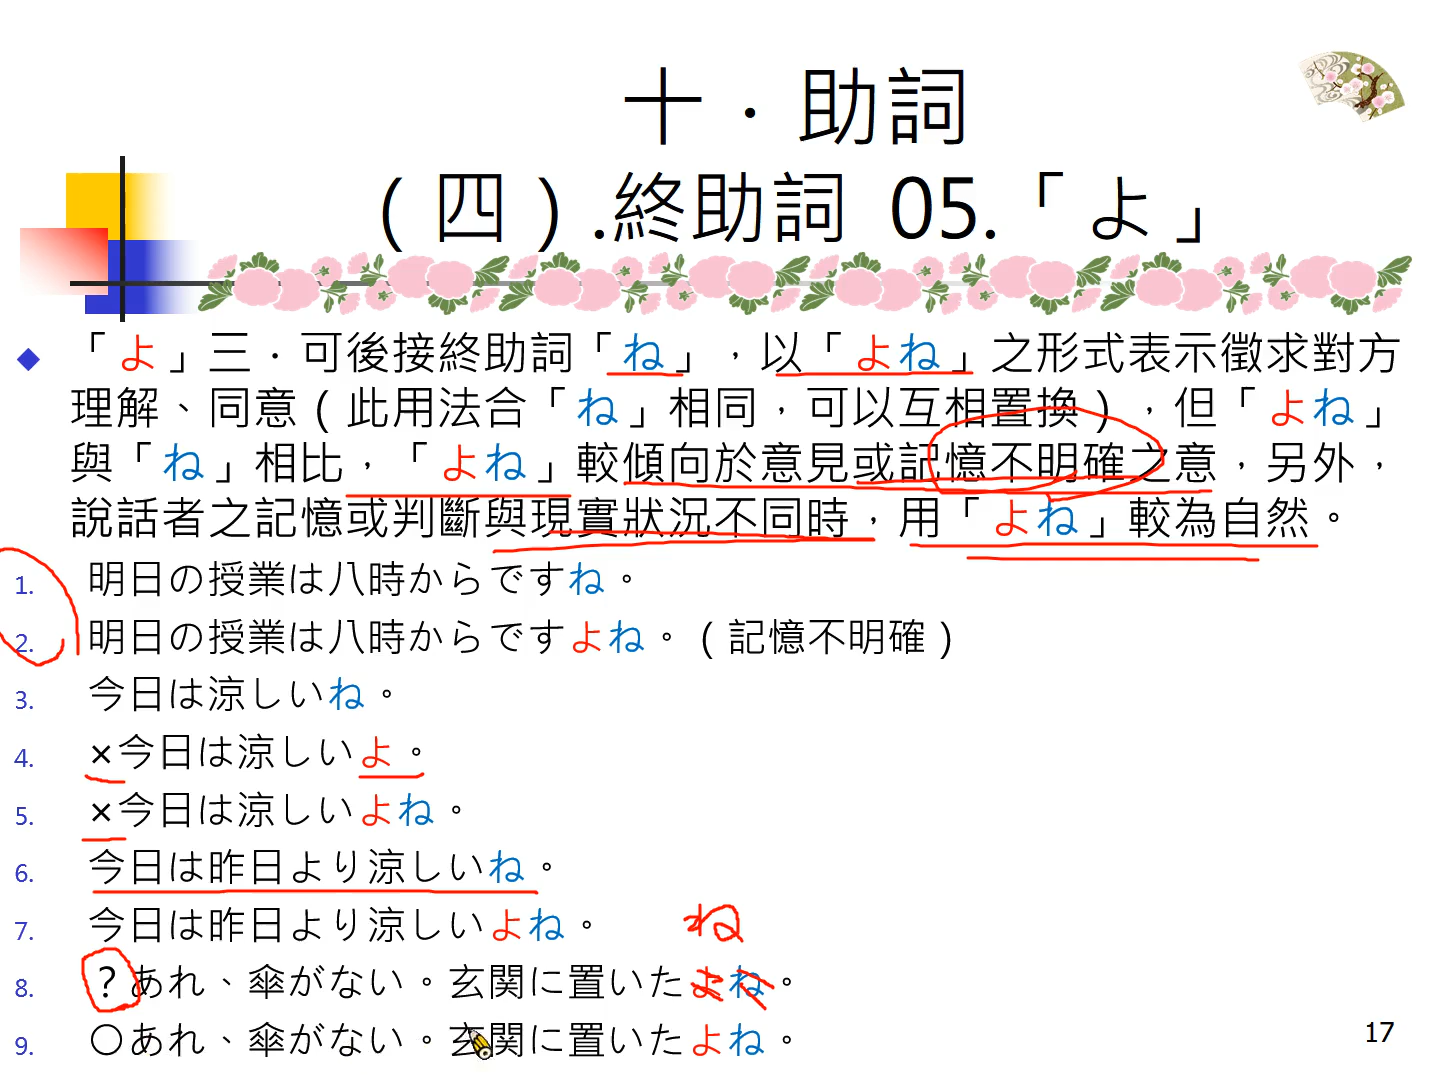 十．助詞
（四）.終助詞 05.「よ」
「よ」三．可後接終助詞「ね」，以「よね」之形式表示徵求對方
理解、同意（此用法合「ね」相同，可以互相置換），但「よね」
與「ね」相比，「よね」較傾向於意見或記憶不明確之意，另外，
說話者之記憶或判斷與現實狀況不同時，用「よね」較為自然。
1. 明日の授業は八時からですね。
2. 明日の授業は八時からですよね。（記憶不明確）
3. 今日は涼しいね。
4. ×今日は涼しいよ。
5. ×今日は涼しいよね。
6. 今日は昨日より涼しいね。
7. 今日は昨日より涼しいよね。
ね
8. ？あれ、傘がない。玄関に置いたよね。
9. ○あれ、傘がない。玄関に置いたよね。
17